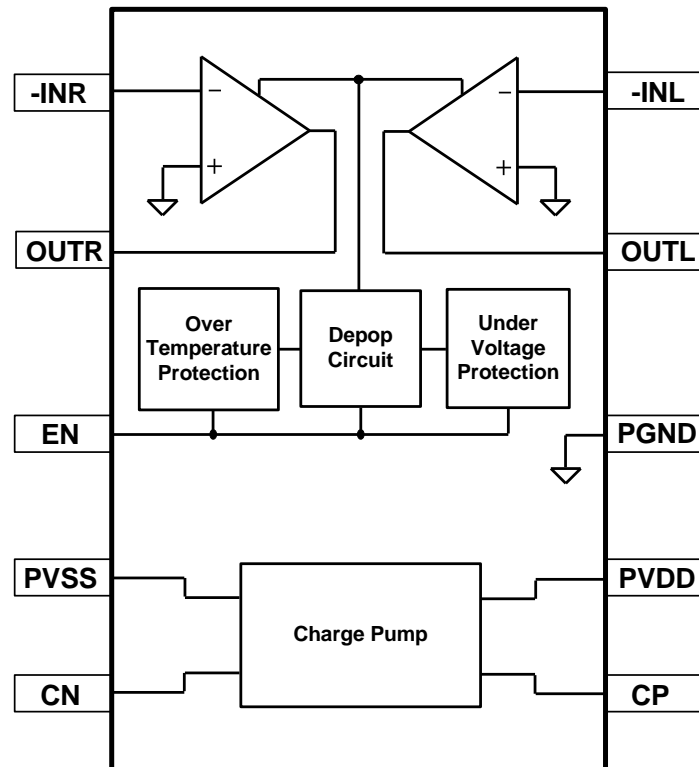 -INR
-INL
−
−
+
+
OUTR
OUTL
Over
Temperature
Protection
Depop
Circuit
Under
Voltage
Protection
EN
PGND
PVSS
PVDD
Charge Pump
CN
CP